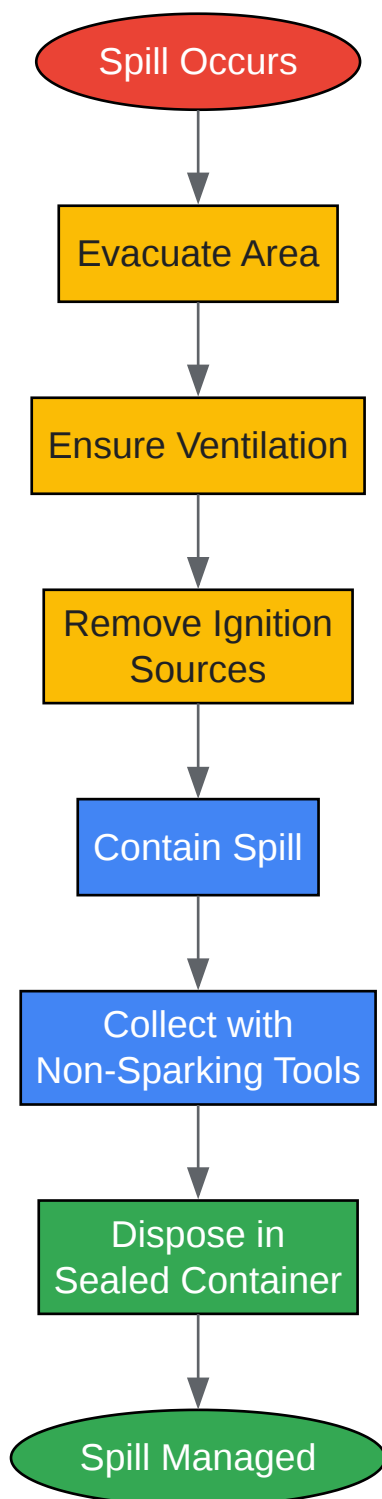 Spill Occurs
Evacuate Area
Ensure Ventilation
Remove Ignition
Sources
Contain Spill
Collect with
Non-Sparking Tools
Dispose in
Sealed Container
Spill Managed